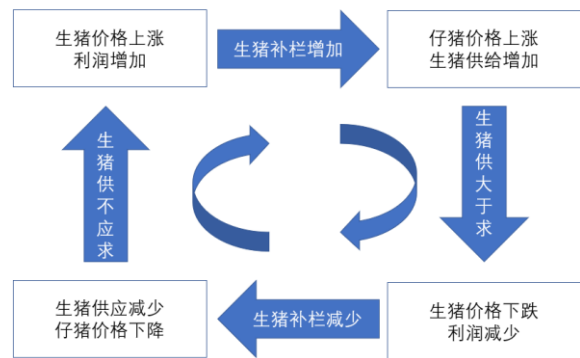 生猪价格上涨
利润增加
生猪补栏增加
仔猪价格上涨
生猪供给增加
生猪供大于求
生猪价格下跌
利润减少
生猪补栏减少
生猪供应减少
仔猪价格下降
生猪供不应求